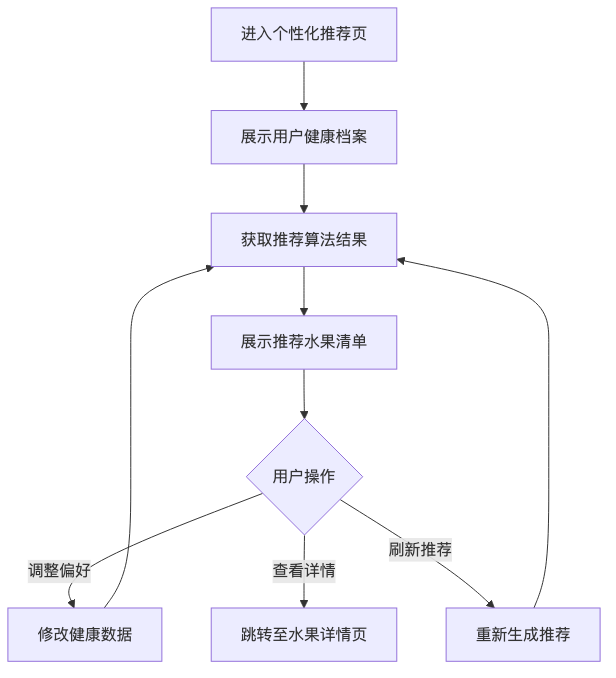 进入个性化推荐页
展示用户健康档案
获取推荐算法结果
展示推荐水果清单
用户操作
调整偏好
查看详情
刷新推荐
修改健康数据
跳转至水果详情页
重新生成推荐